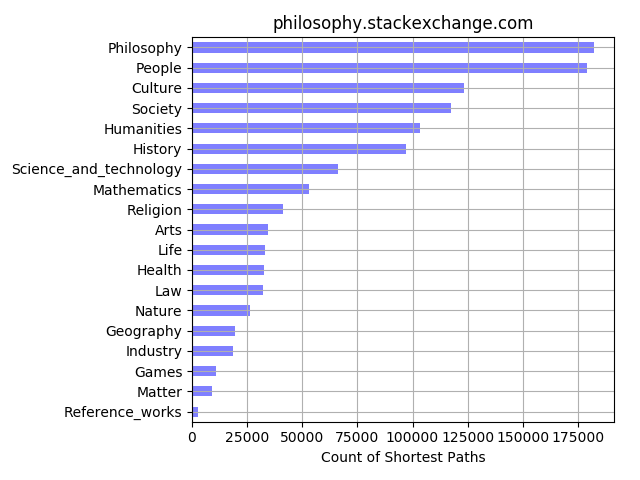 philosophy.stackexchange.com
Philosophy
People
Culture
Society
Humanities
History
Science_and_technology
Mathematics
Religion
Arts
Life
Health
Law
Nature
Geography
Industry
Games
Matter
Reference_works
0 25000 50000 75000 100000 125000 150000 175000
Count of Shortest Paths